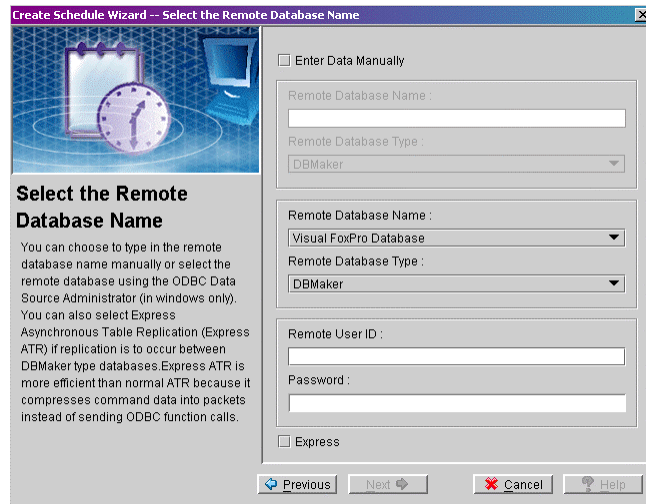 Create Schedule Wizard -- Select the Remote Database Name
Select the Remote
Database Name
You can choose to type in the remote
database name manually or select the
remote database using the ODBC Data
Source Administrator (in windows only).
You can also select Express
Asynchronous Table Replication (Express
ATR) if replication is to occur between
DBMaker type databases.Express ATR is
more efficient than normal ATR because it
compresses command data into packets
instead of sending ODBC function calls.
Enter Data Manually
Remote Database Name :
Remote Database Type :
DBMaker
Remote Database Name :
Visual FoxPro Database
Remote Database Type :
DBMaker
Remote User ID :
Password :
Express
Previous
Next
Cancel
Help